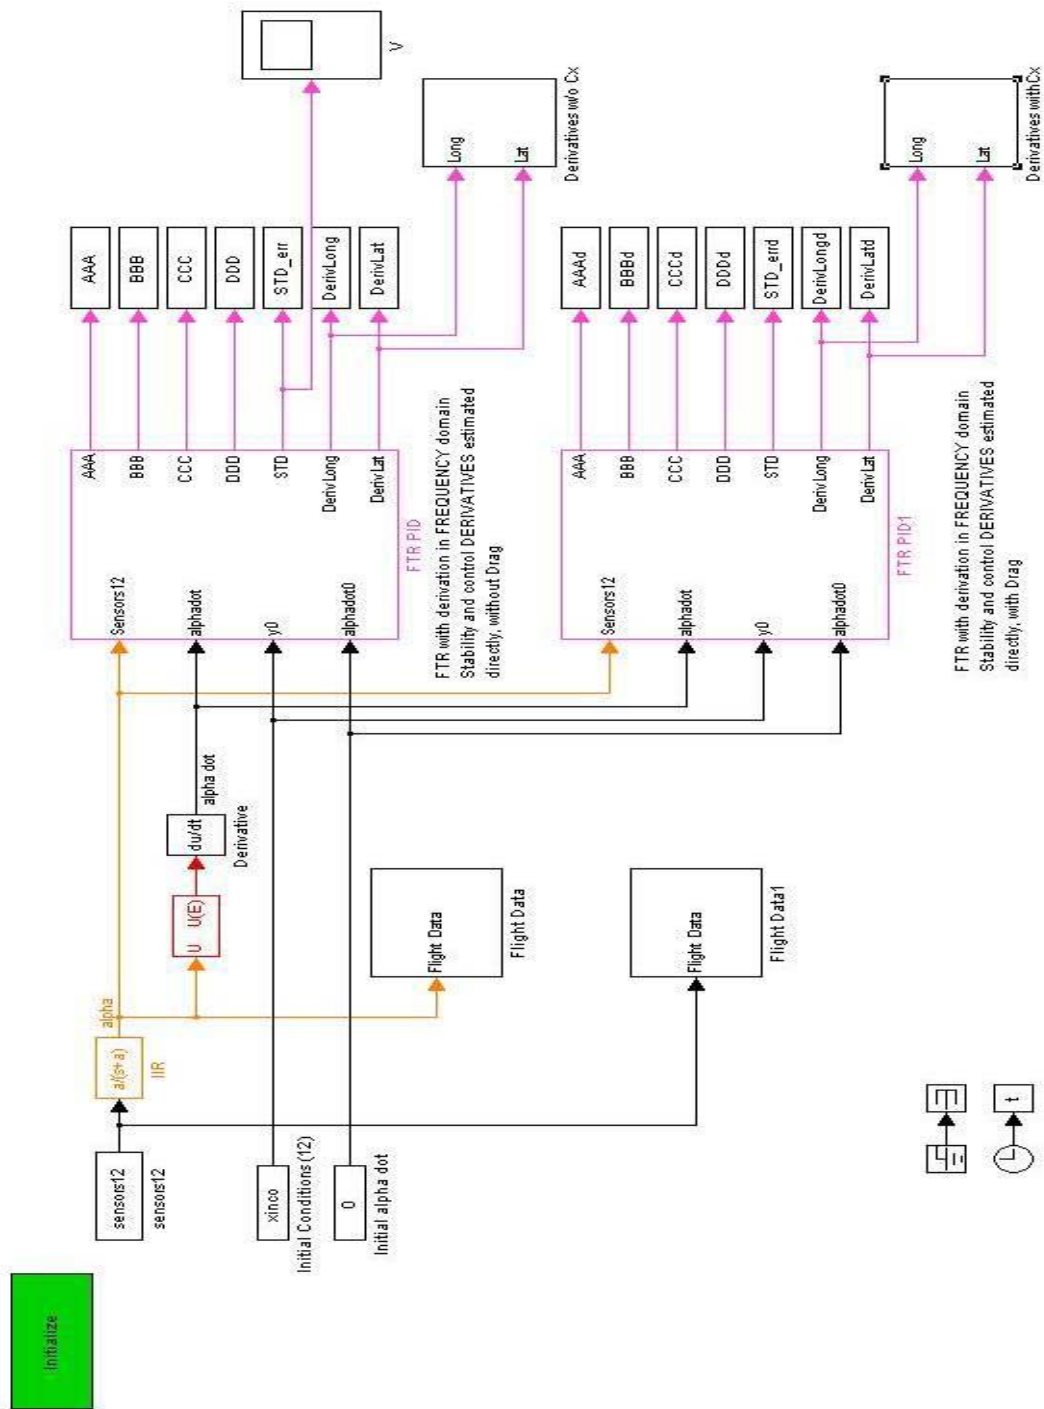 Initialize
sensors12
sensors12
xinco
Initial Conditions (12)
0
Initial alpha dot
a/(s+a)
IIR
alpha
U U(E)
du/dt
Derivative
alpha dot
Flight Data
Flight Data
Flight Data
Flight Data1
t
Sensors12
alphadot
y0
alphadot0
AAA
BBB
CCC
DDD
STD
DerivLong
DerivLat
FTR PID
FTR with derivation in FREQUENCY domain
Stability and control DERIVATIVES estimated
directly, without Drag
AAA
BBB
CCC
DDD
STD_err
DerivLong
DerivLat
V
Long
Lat
Derivatives w/o Cx
Sensors12
alphadot
y0
alphadot0
AAA
BBB
CCC
DDD
STD
DerivLong
DerivLat
FTR PID1
FTR with derivation in FREQUENCY domain
Stability and control DERIVATIVES estimated
directly, with Drag
AAAd
BBBd
CCCd
DDDd
STD_errd
DerivLongd
DerivLatd
Long
Lat
Derivatives withCx